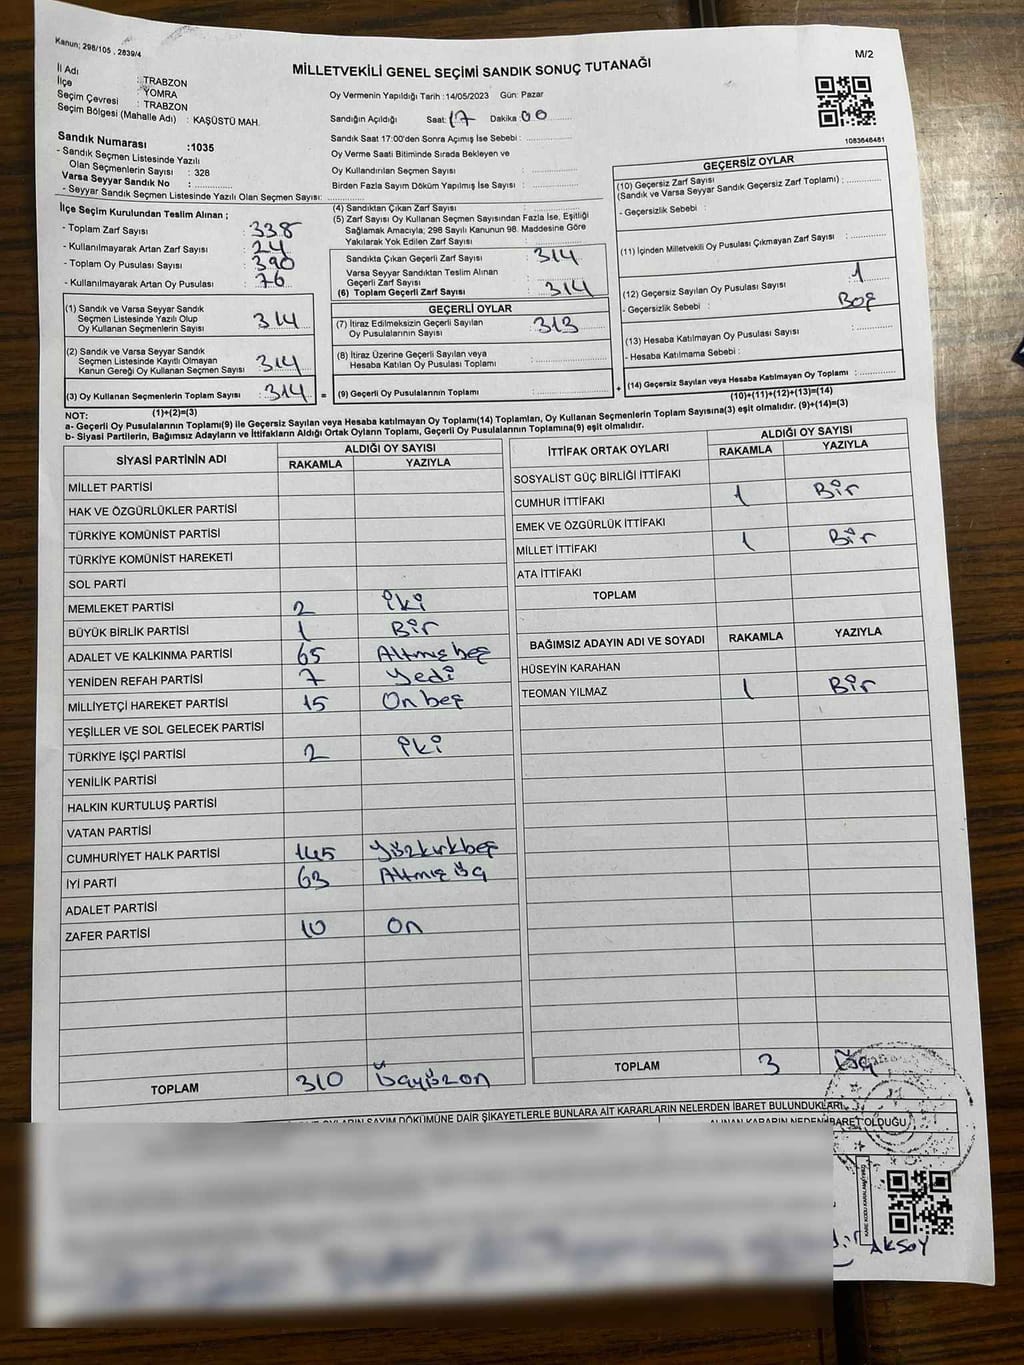 Kanun; 298/105 , 2839/4
M/2
MİLLETVEKİLİ GENEL SEÇİMİ SANDIK SONUÇ TUTANAĞI
İl Adı : TRABZON
İlçe : YOMRA
Seçim Çevresi : TRABZON
Seçim Bölgesi (Mahalle Adı) : KAŞÜSTÜ MAH.
Sandık Numarası :1035
- Sandık Seçmen Listesinde Yazılı
Olan Seçmenlerin Sayısı : 328
Varsa Seyyar Sandık No :
- Seyyar Sandık Seçmen Listesinde Yazılı Olan Seçmen Sayısı:
Oy Vermenin Yapıldığı Tarih :14/05/2023 Gün: Pazar
Sandığın Açıldığı Saat: 17 Dakika 00
Sandık Saat 17:00'den Sonra Açımış İse Sebebi :
Oy Verme Saati Bitiminde Sırada Bekleyen ve
Oy Kullandırılan Seçmen Sayısı :
Birden Fazla Sayım Döküm Yapılmış İse Sayısı :
1083648481
İlçe Seçim Kurulundan Teslim Alınan ;
- Toplam Zarf Sayısı : 338
- Kullanılmayarak Artan Zarf Sayısı : 24
- Toplam Oy Pusulası Sayısı : 390
- Kullanılmayarak Artan Oy Pusulası : 76
(1) Sandık ve Varsa Seyyar Sandık
Seçmen Listesinde Yazılı Olup
Oy Kullanan Seçmenlerin Sayısı : 314
(2) Sandık ve Varsa Seyyar Sandık
Seçmen Listesinde Kayıtlı Olmayan
Kanun Gereği Oy Kullanan Seçmen Sayısı : 314
(3) Oy Kullanan Seçmenlerin Toplam Sayısı : 314 =
(1)+(2)=(3)
(4) Sandıktan Çıkan Zarf Sayısı :
(5) Zarf Sayısı Oy Kullanan Seçmen Sayısından Fazla İse, Eşitliği
Sağlamak Amacıyla; 298 Sayılı Kanunun 98. Maddesine Göre
Yakılarak Yok Edilen Zarf Sayısı :
Sandıkta Çıkan Geçerli Zarf Sayısı : 314
Varsa Seyyar Sandıktan Teslim Alınan
Geçerli Zarf Sayısı :
(6) Toplam Geçerli Zarf Sayısı : 314
GEÇERLİ OYLAR
(7) İtiraz Edilmeksizin Geçerli Sayılan
Oy Pusulalarının Sayısı : 313
(8) İtiraz Üzerine Geçerli Sayılan veya
Hesaba Katılan Oy Pusulası Toplamı :
(9) Geçerli Oy Pusulalarının Toplamı : +
GEÇERSİZ OYLAR
(10) Geçersiz Zarf Sayısı
(Sandık ve Varsa Seyyar Sandık Geçersiz Zarf Toplamı) :
- Geçersizlik Sebebi :
(11) İçinden Milletvekili Oy Pusulası Çıkmayan Zarf Sayısı :
(12) Geçersiz Sayılan Oy Pusulası Sayısı : 1
- Geçersizlik Sebebi : Boş
(13) Hesaba Katılmayan Oy Pusulası Sayısı :
- Hesaba Katılmama Sebebi :
(14) Geçersiz Sayılan veya Hesaba Katılmayan Oy Toplamı :
(10)+(11)+(12)+(13)=(14)
NOT:
a- Geçerli Oy Pusulalarının Toplamı(9) ile Geçersiz Sayılan veya Hesaba katılmayan Oy Toplamı(14) Toplamları, Oy Kullanan Seçmenlerin Toplam Sayısına(3) eşit olmalıdır. (9)+(14)=(3)
b- Siyasi Partilerin, Bağımsız Adayların ve İttifakların Aldığı Ortak Oyların Toplamı, Geçerli Oy Pusulalarının Toplamına(9) eşit olmalıdır.
SİYASİ PARTİNİN ADI ALDIĞI OY SAYISI
RAKAMLA YAZIYLA
MİLLET PARTİSİ
HAK VE ÖZGÜRLÜKLER PARTİSİ
TÜRKİYE KOMÜNİST PARTİSİ
TÜRKİYE KOMÜNİST HAREKETİ
SOL PARTİ
MEMLEKET PARTİSİ 2 iki
BÜYÜK BİRLİK PARTİSİ 1 Bir
ADALET VE KALKINMA PARTİSİ 65 Altmışbeş
YENİDEN REFAH PARTİSİ 7 Yedi
MİLLİYETÇİ HAREKET PARTİSİ 15 Onbeş
YEŞİLLER VE SOL GELECEK PARTİSİ
TÜRKİYE İŞÇİ PARTİSİ 2 iki
YENİLİK PARTİSİ
HALKIN KURTULUŞ PARTİSİ
VATAN PARTİSİ
CUMHURİYET HALK PARTİSİ 145 Yüzkırkbeş
İYİ PARTİ 63 Altmış üç
ADALET PARTİSİ
ZAFER PARTİSİ 10 On
TOPLAM 310 üçyüzon
İTTİFAK ORTAK OYLARI ALDIĞI OY SAYISI
RAKAMLA YAZIYLA
SOSYALİST GÜÇ BİRLİĞİ İTTİFAKI
CUMHUR İTTİFAKI 1 Bir
EMEK VE ÖZGÜRLÜK İTTİFAKI
MİLLET İTTİFAKI 1 Bir
ATA İTTİFAKI
TOPLAM
BAĞIMSIZ ADAYIN ADI VE SOYADI RAKAMLA YAZIYLA
HÜSEYİN KARAHAN
TEOMAN YILMAZ 1 Bir
TOPLAM 3 üç
OYLARIN SAYIM DÖKÜMÜNE DAİR ŞİKAYETLERLE BUNLARA AİT KARARLARIN NELERDEN İBARET BULUNDUKLARI
ALINAN KARARIN NEDEN İBARET OLDUĞU
AKSOY